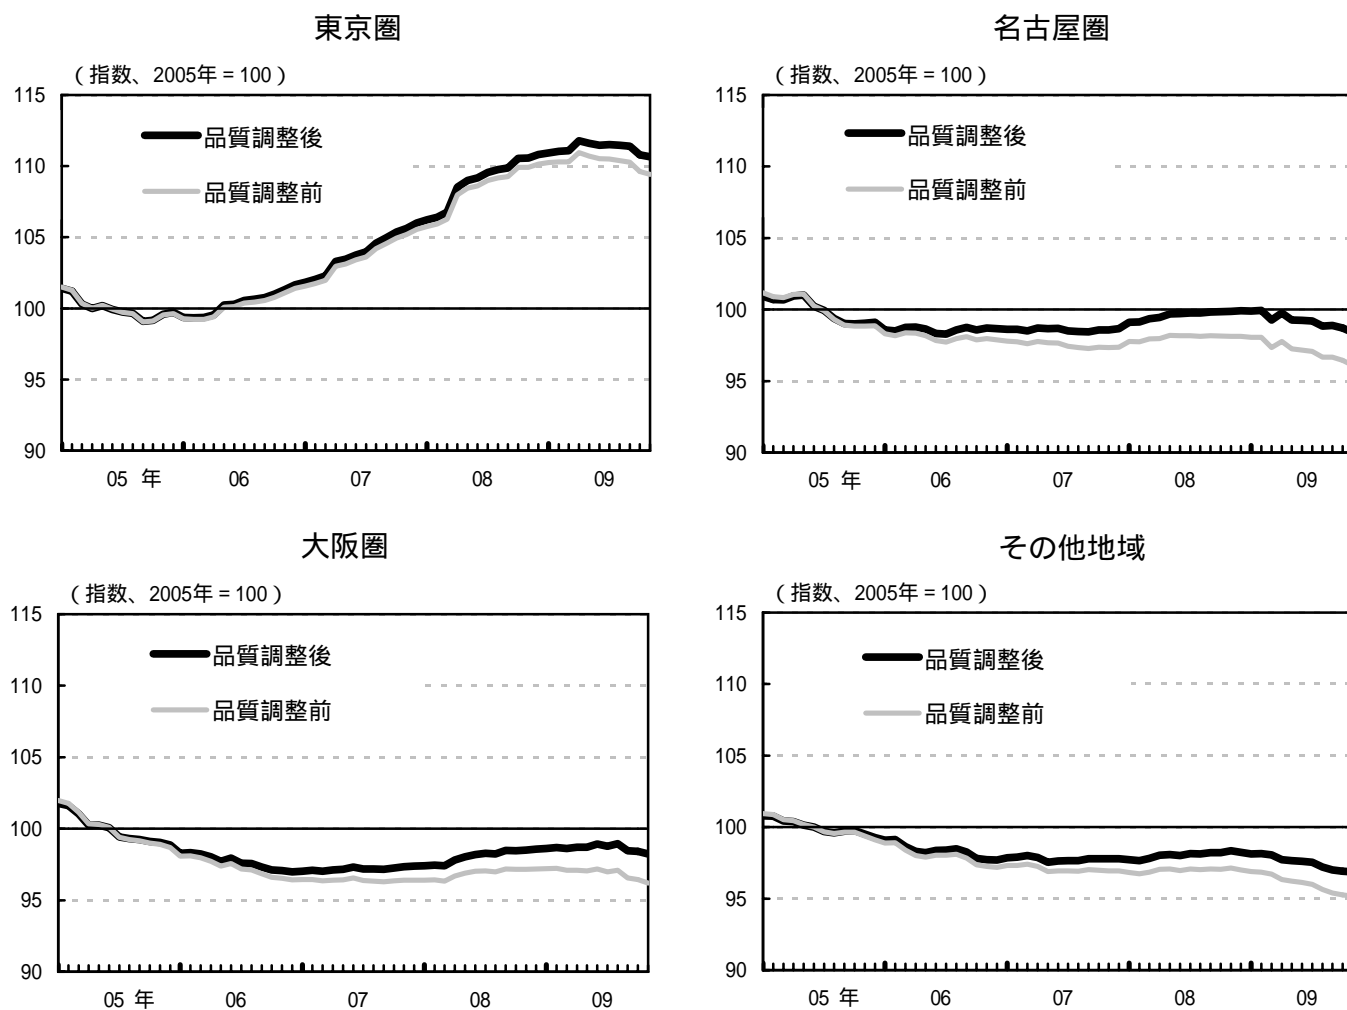 東京圏
（指数、2005年＝100）
115
110
105
100
95
90
品質調整後
品質調整前
05 年 06 07 08 09
名古屋圏
（指数、2005年＝100）
115
110
105
100
95
90
品質調整後
品質調整前
05 年 06 07 08 09
大阪圏
（指数、2005年＝100）
115
110
105
100
95
90
品質調整後
品質調整前
05 年 06 07 08 09
その他地域
（指数、2005年＝100）
115
110
105
100
95
90
品質調整後
品質調整前
05 年 06 07 08 09